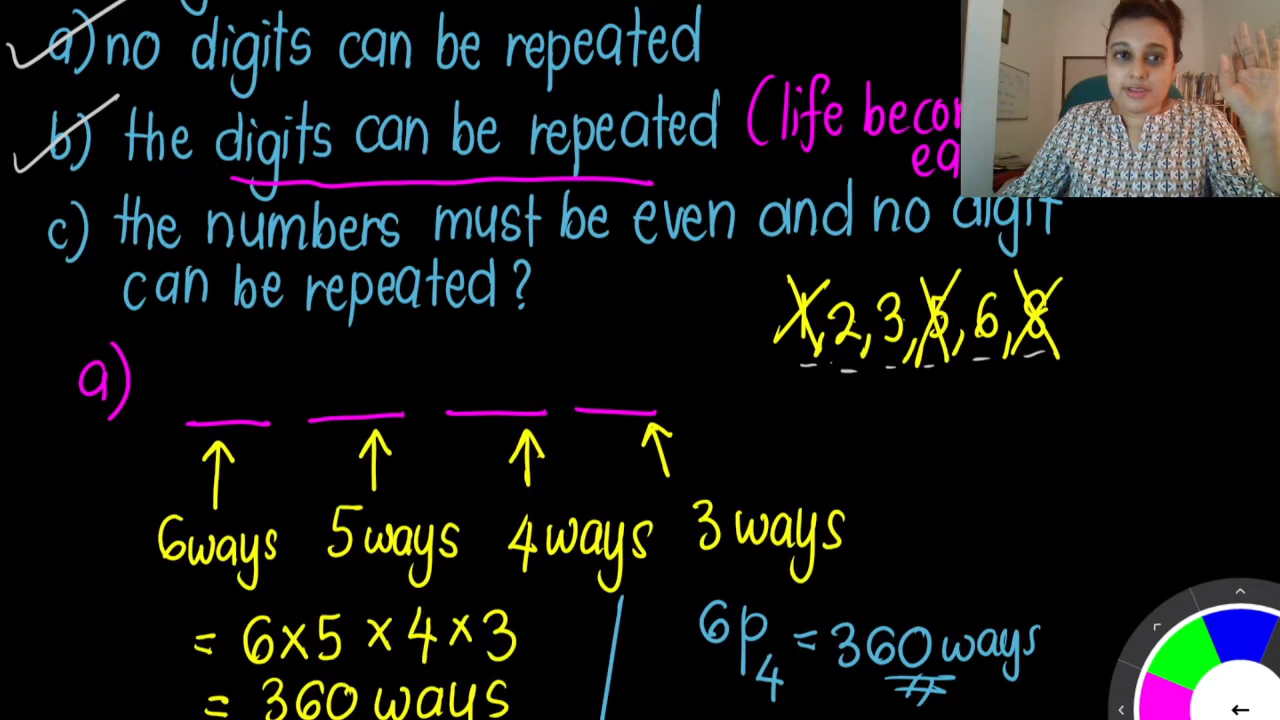 a) no digits can be repeated
b) the digits can be repeated (life
c) the numbers must be even and no digit
can be repeated?
1, 2, 3, 5, 6, 8
a)
6ways 5ways 4ways 3ways
= 6×5×4×3
= 360 ways
6P4 = 360 ways